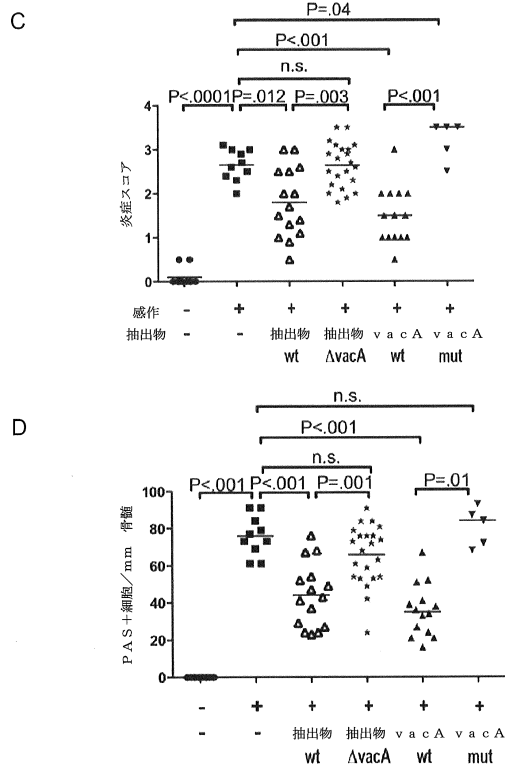 C
P=.04
P<.001
n.s.
P<.0001 P=.012 P=.003 P<.001
4
3
2
1
0
炎症スコア
感作 - + + + + +
抽出物 - - 抽出物 抽出物 vacA vacA
wt ΔvacA wt mut
D
n.s.
P<.001
n.s.
P<.001 P<.001 P=.001 P=.01
100
80
60
40
20
0
PAS+細胞/mm 骨髄
- + + + + +
- - 抽出物 抽出物 vacA vacA
wt ΔvacA wt mut